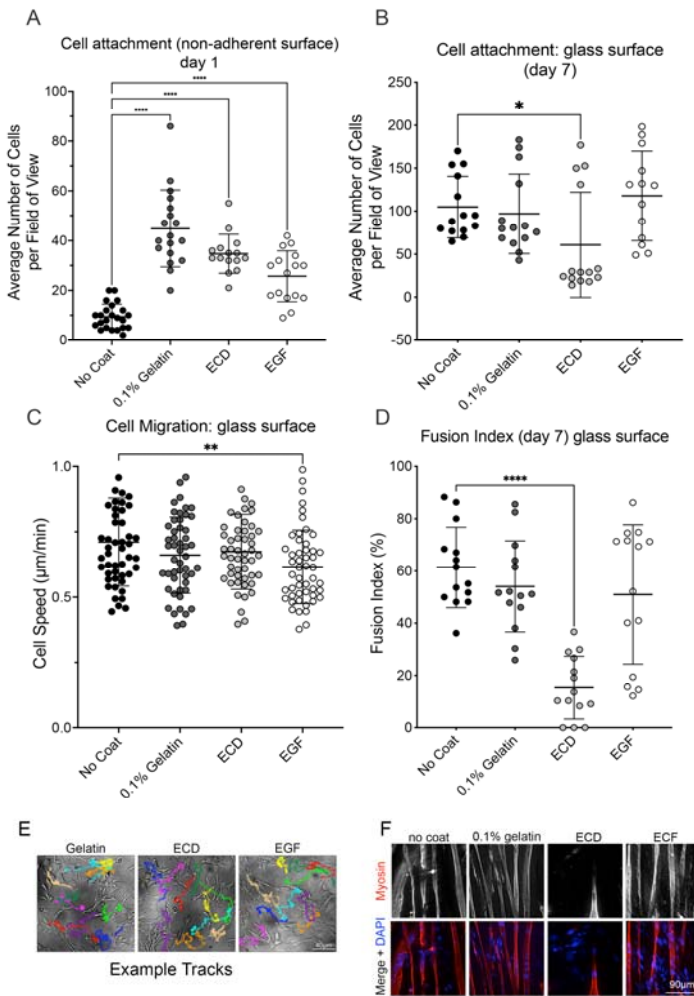 A
Cell attachment (non-adherent surface)
day 1
****
****
****
Average Number of Cells
per Field of View
100
80
60
40
20
0
No Coat
0.1% Gelatin
ECD
EGF
B
Cell attachment: glass surface
(day 7)
*
Average Number of Cells
per Field of View
250
200
150
100
50
0
-50
No Coat
0.1% Gelatin
ECD
EGF
C
Cell Migration: glass surface
**
Cell Speed (µm/min)
1.0
0.5
0.0
No Coat
0.1% Gelatin
ECD
EGF
D
Fusion Index (day 7) glass surface
****
Fusion Index (%)
100
80
60
40
20
0
No Coat
0.1% Gelatin
ECD
EGF
E
Gelatin
ECD
EGF
Example Tracks
F
no coat
0.1% gelatin
ECD
ECF
Myosin
Merge + DAPI
90µm